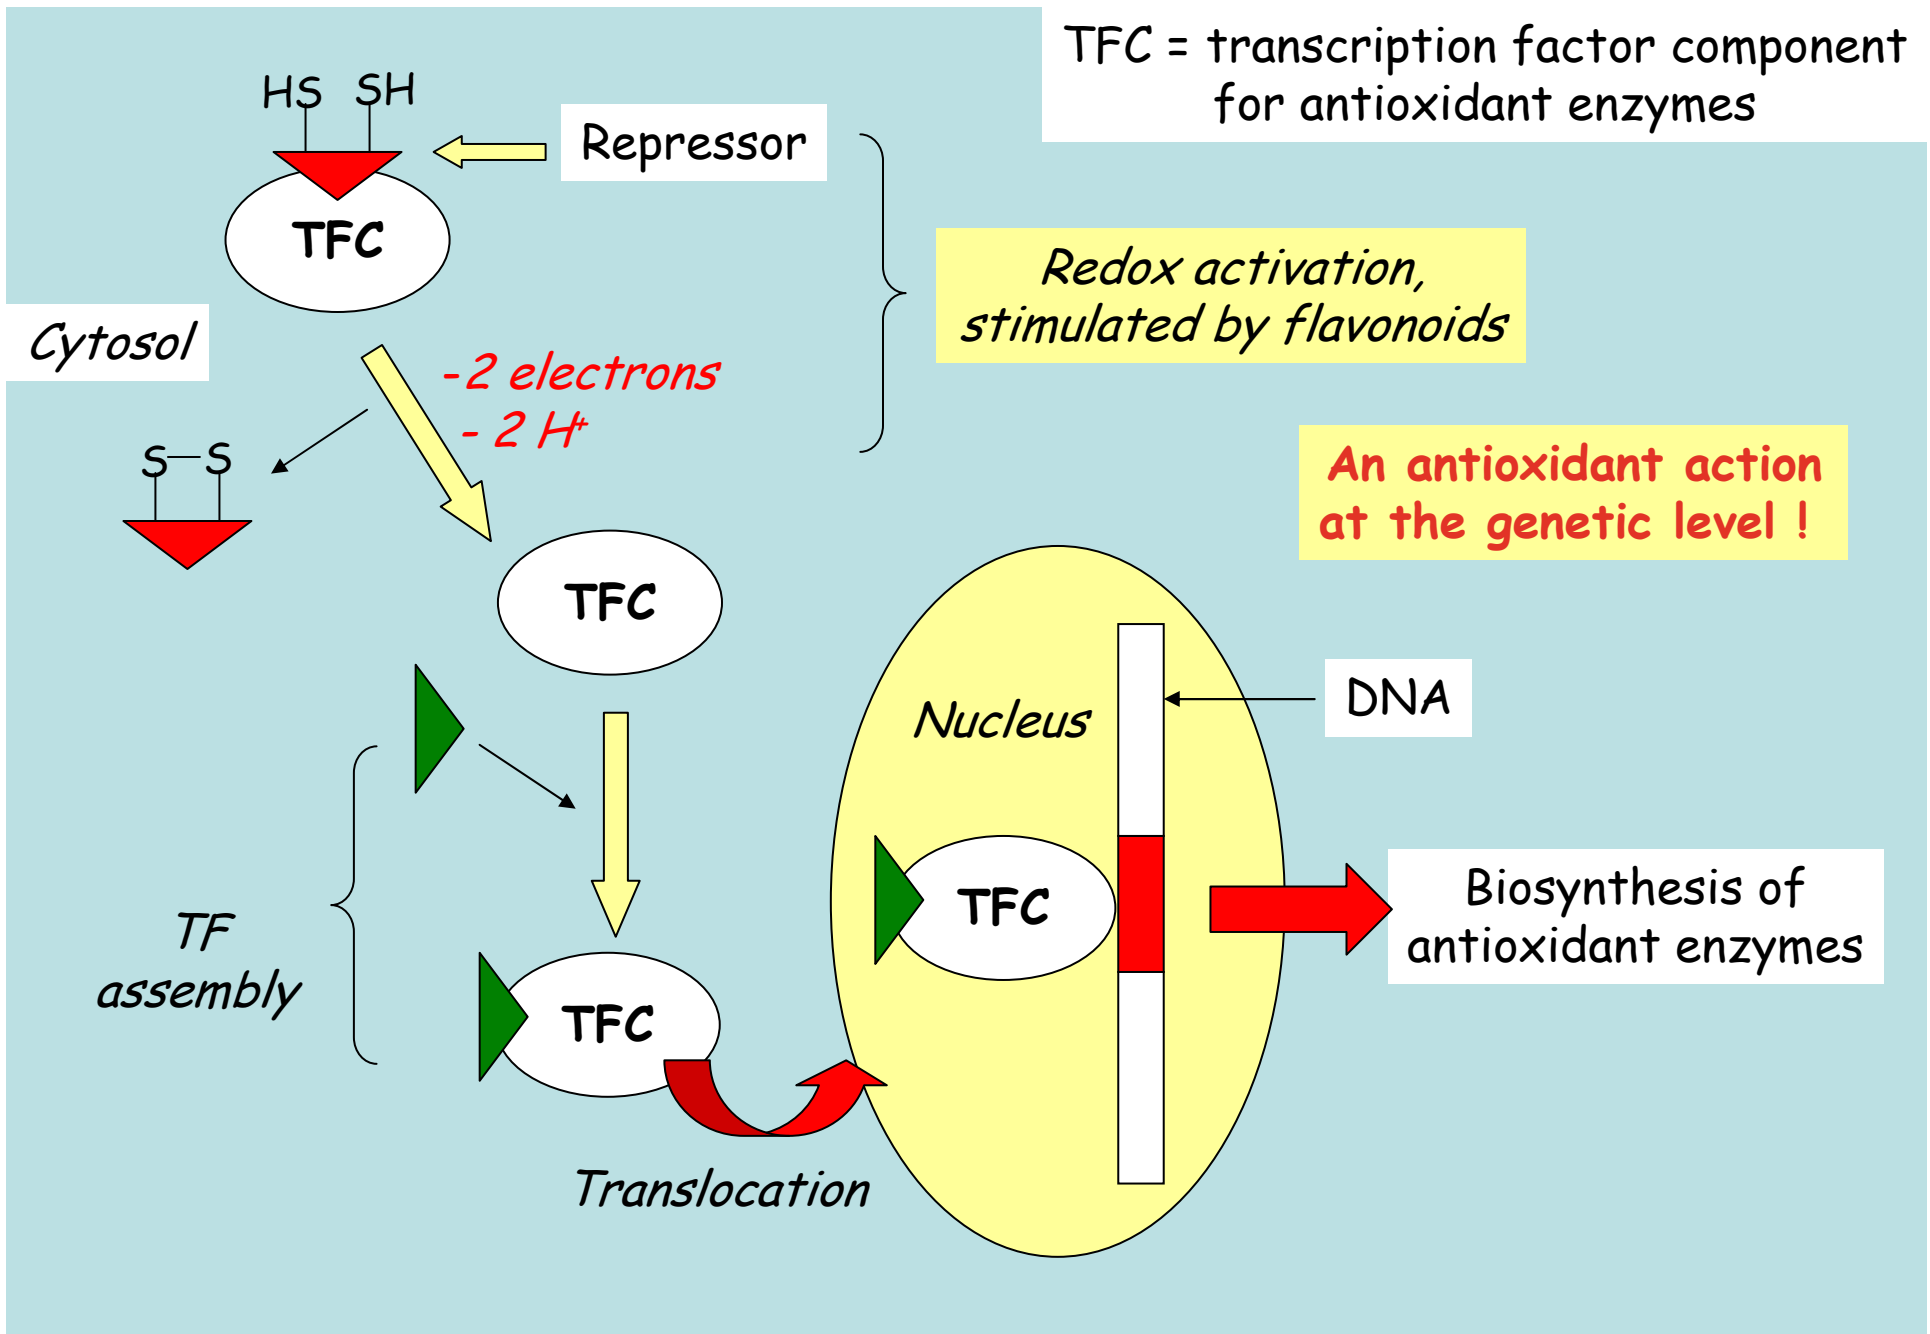 TFC = transcription factor component
for antioxidant enzymes
HS SH
Repressor
TFC
Redox activation,
stimulated by flavonoids
Cytosol
-2 electrons
- 2 H⁺
S—S
An antioxidant action
at the genetic level !
TFC
Nucleus
DNA
TF
assembly
TFC
TFC
Biosynthesis of
antioxidant enzymes
Translocation